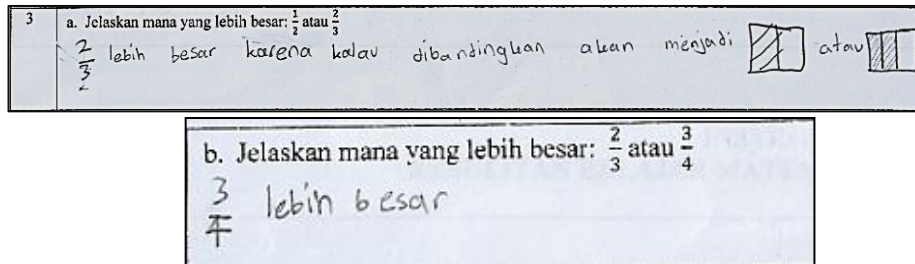 3 a. Jelaskan mana yang lebih besar: 1/2 atau 2/3
2/3 lebih besar karena kalau dibandingkan akan menjadi atau
b. Jelaskan mana yang lebih besar: 2/3 atau 3/4
3/4 lebih besar